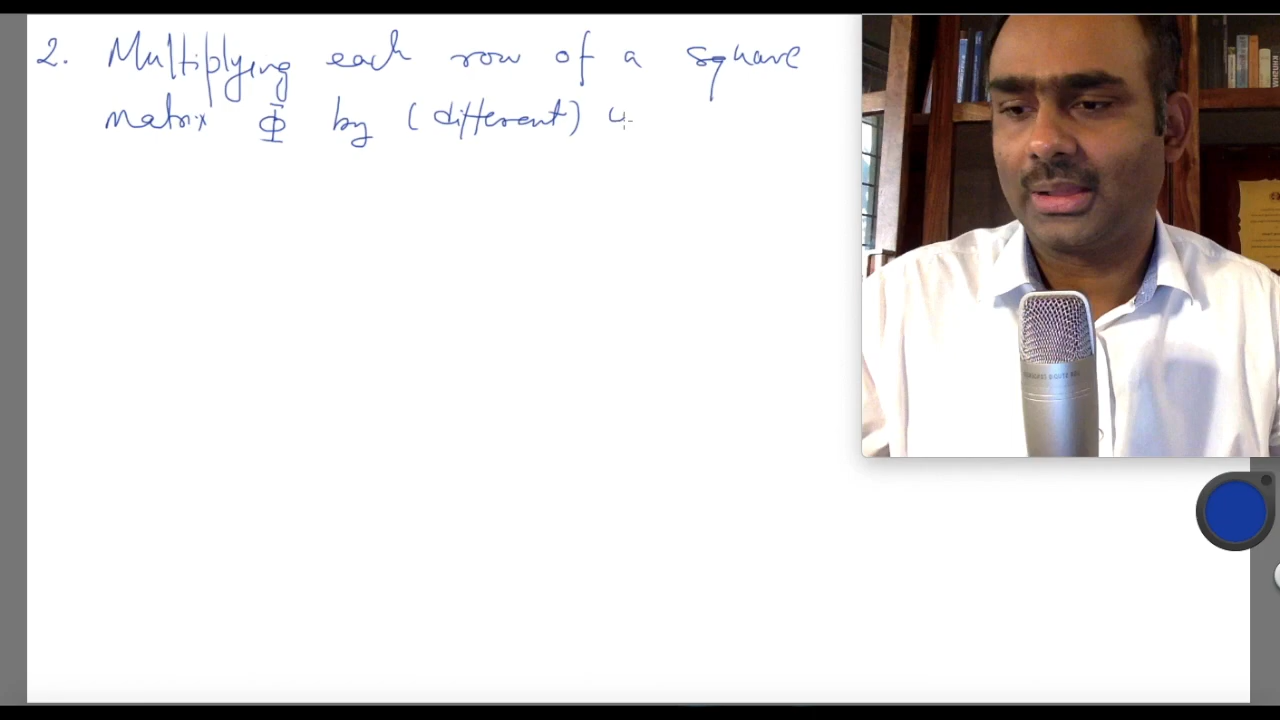 2. Multiplying each row of a square
matrix Φ by (different)